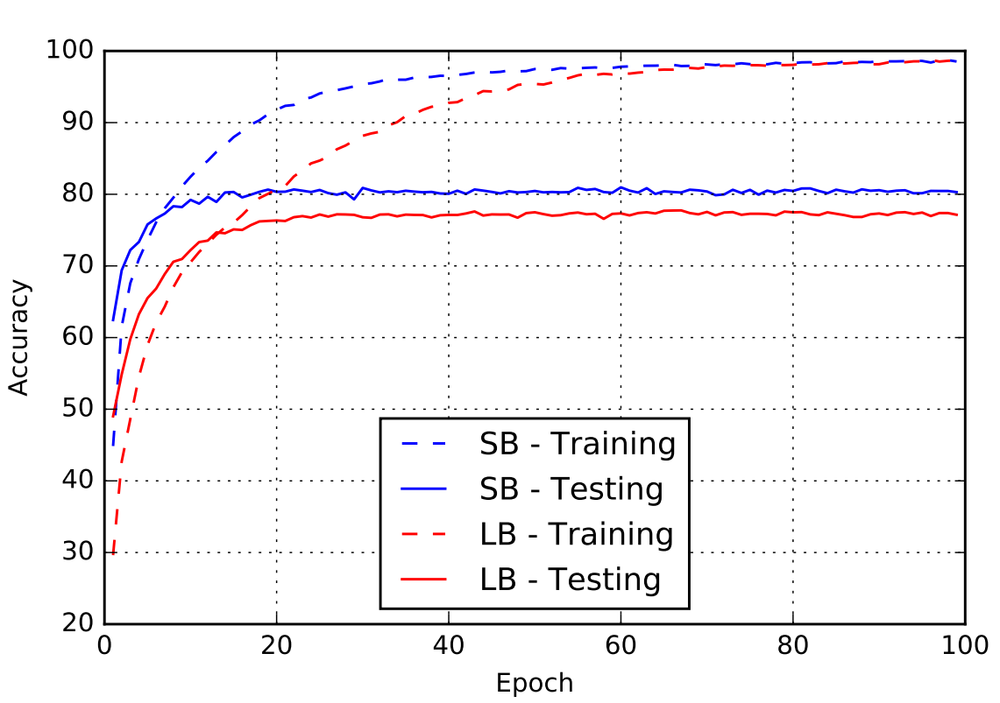 100
90
80
70
60
50
40
30
20
0 20 40 60 80 100
Accuracy
Epoch
SB - Training
SB - Testing
LB - Training
LB - Testing